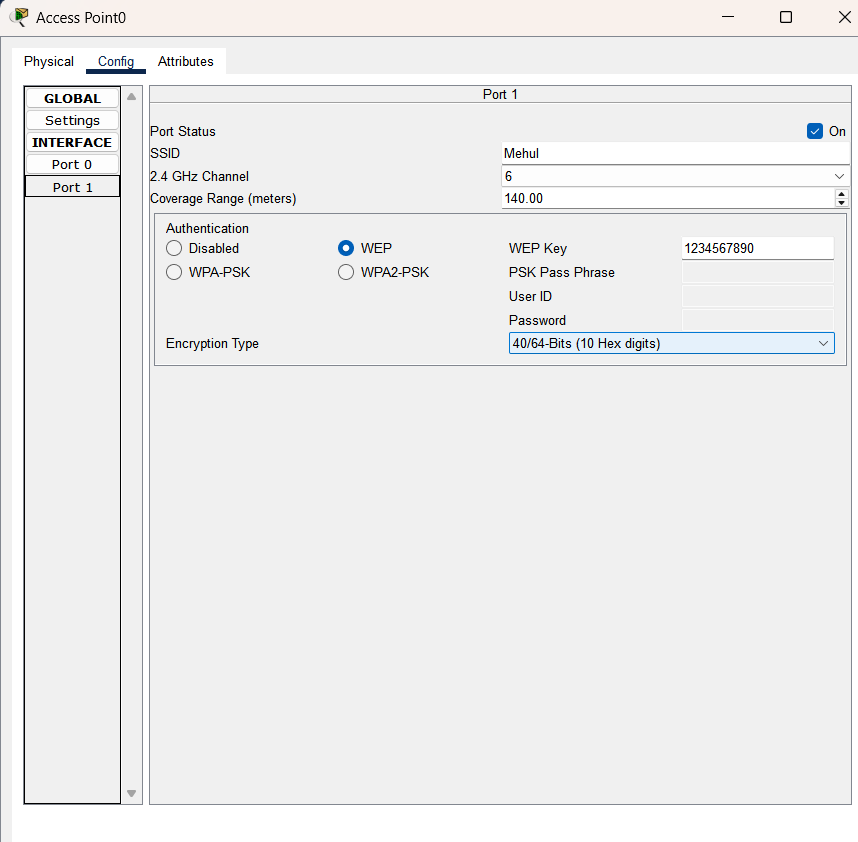 Access Point0
Physical Config Attributes
GLOBAL
Settings
INTERFACE
Port 0
Port 1
Port 1
Port Status On
SSID Mehul
2.4 GHz Channel 6
Coverage Range (meters) 140.00
Authentication
Disabled WEP WEP Key 1234567890
WPA-PSK WPA2-PSK PSK Pass Phrase
User ID
Password
Encryption Type 40/64-Bits (10 Hex digits)